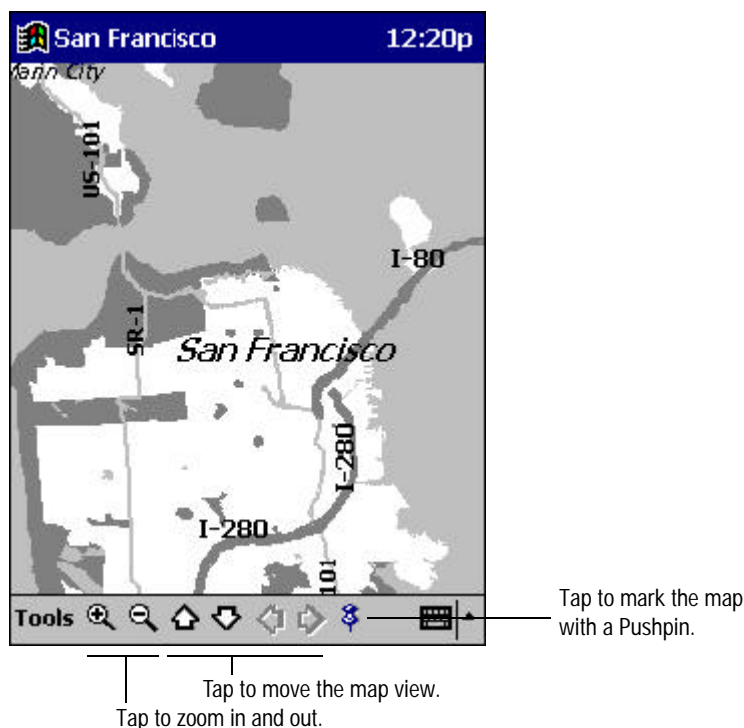 San Francisco 12:20p
Marin City
US-101
I-80
SR-1
San Francisco
I-280
I-280
101
Tools
Tap to mark the map
with a Pushpin.
Tap to move the map view.
Tap to zoom in and out.